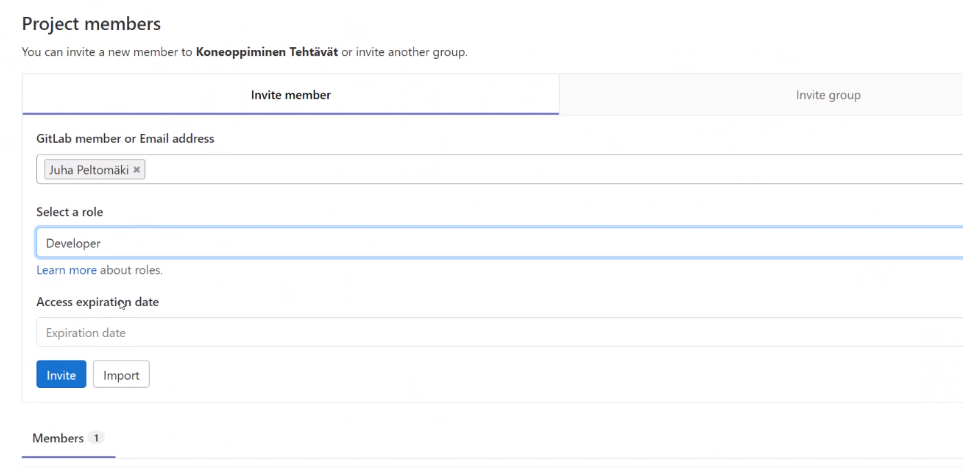 Project members
You can invite a new member to Koneoppiminen Tehtävät or invite another group.
Invite member
Invite group
GitLab member or Email address
Juha Peltomäki ×
Select a role
Developer
Learn more about roles.
Access expiration date
Expiration date
Invite
Import
Members 1